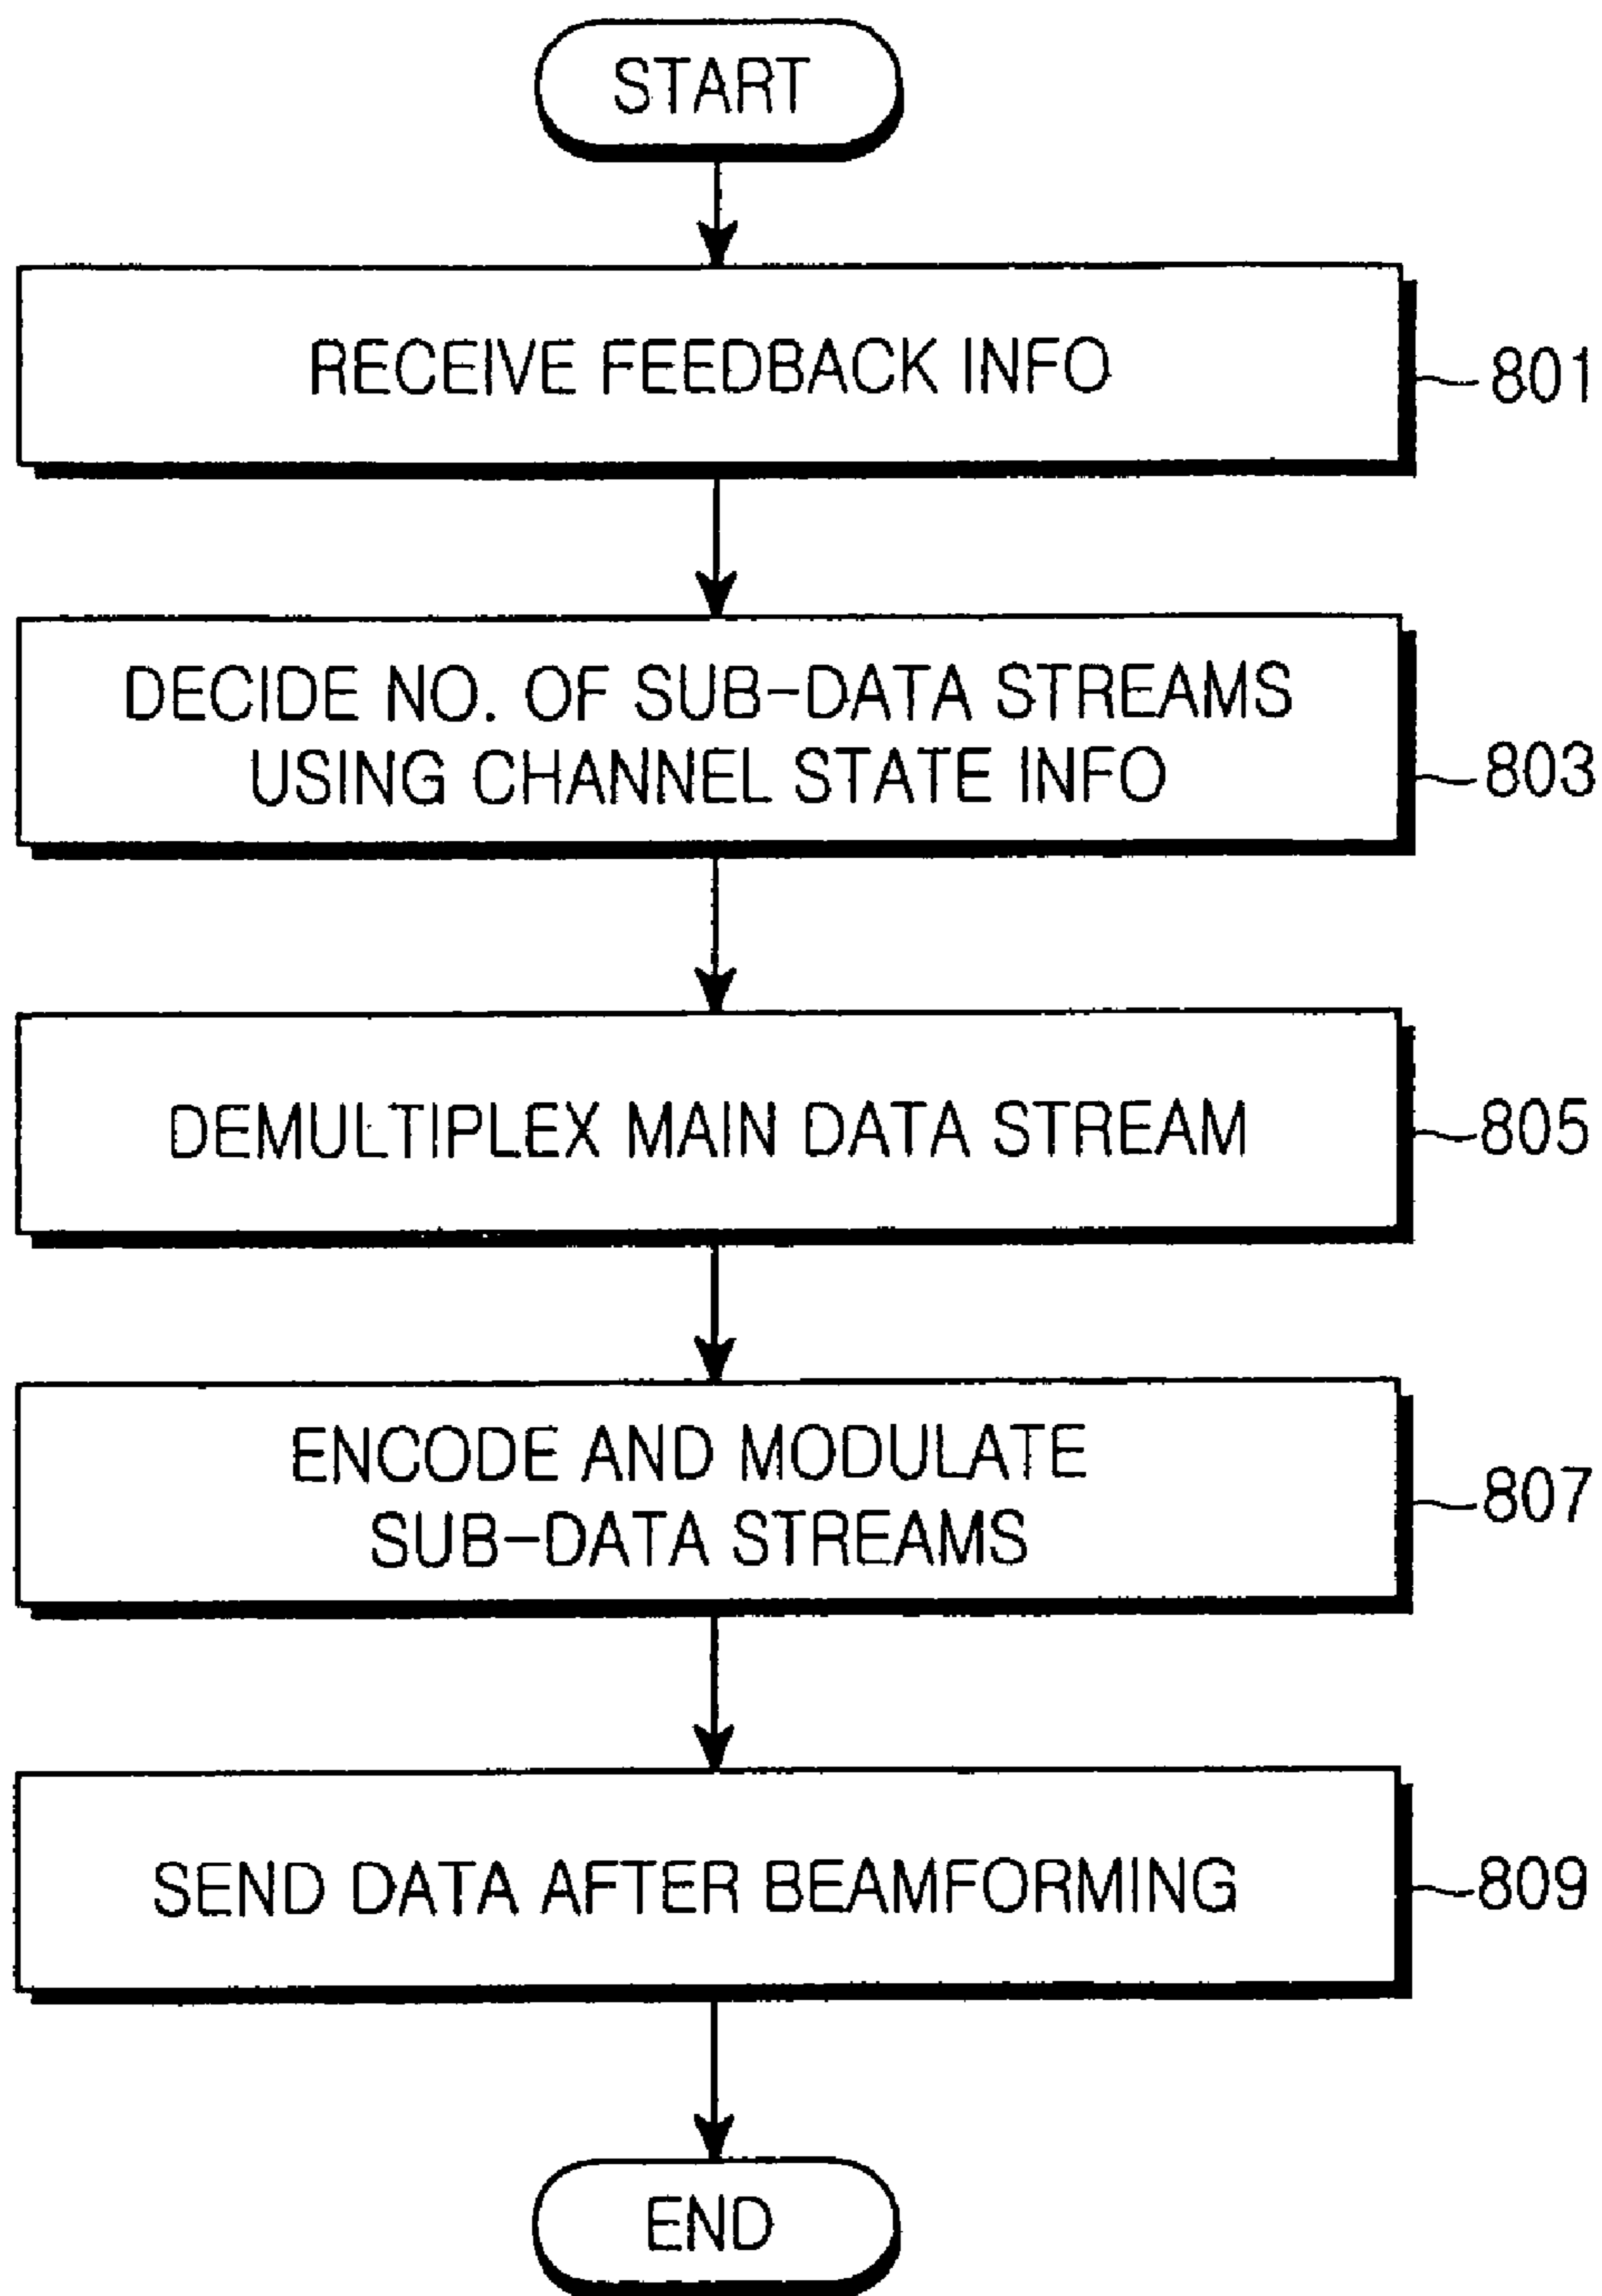 START
RECEIVE FEEDBACK INFO
801
DECIDE NO. OF SUB-DATA STREAMS
USING CHANNEL STATE INFO
803
DEMULTIPLEX MAIN DATA STREAM
805
ENCODE AND MODULATE
SUB-DATA STREAMS
807
SEND DATA AFTER BEAMFORMING
809
END